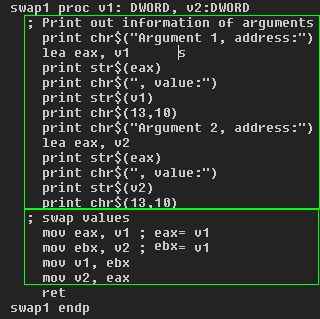 swap1 proc v1: DWORD, v2:DWORD
; Print out information of arguments
print chr$("Argument 1, address:")
lea eax, v1 s
print str$(eax)
print chr$(", value:")
print str$(v1)
print chr$(13,10)
print chr$("Argument 2, address:")
lea eax, v2
print str$(eax)
print chr$(", value:")
print str$(v2)
print chr$(13,10)
; swap values
mov eax, v1 ; eax= v1
mov ebx, v2 ; ebx= v1
mov v1, ebx
mov v2, eax
ret
swap1 endp